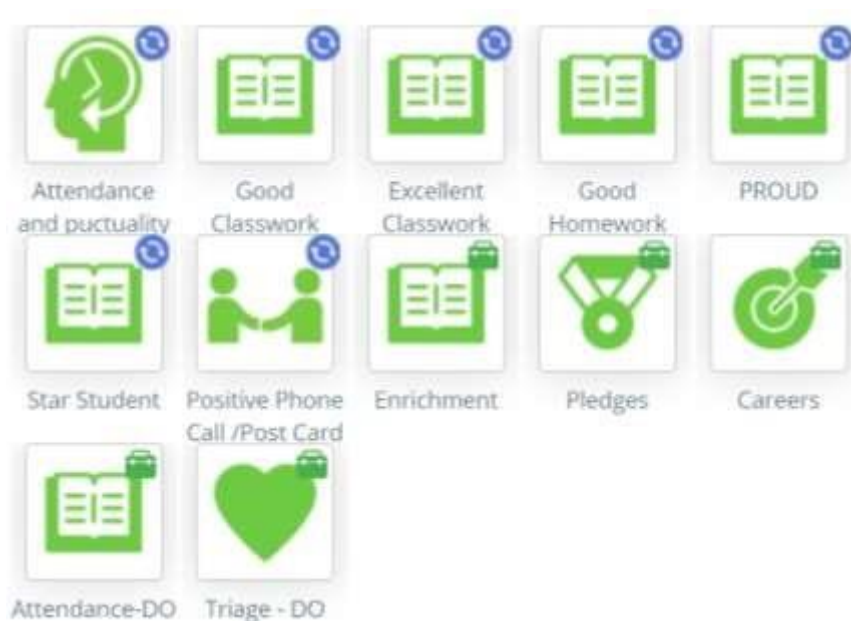 Attendance
and puctuality
Good
Classwork
Excellent
Classwork
Good
Homework
PROUD
Star Student
Positive Phone
Call /Post Card
Enrichment
Pledges
Careers
Attendance-DO
Triage - DO